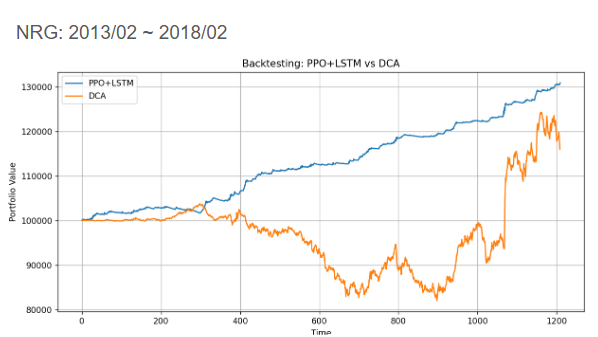 NRG: 2013/02 ~ 2018/02
Backtesting: PPO+LSTM vs DCA
PPO+LSTM
DCA
Portfolio Value
130000
120000
110000
100000
90000
80000
0
200
400
600
800
1000
1200
Time